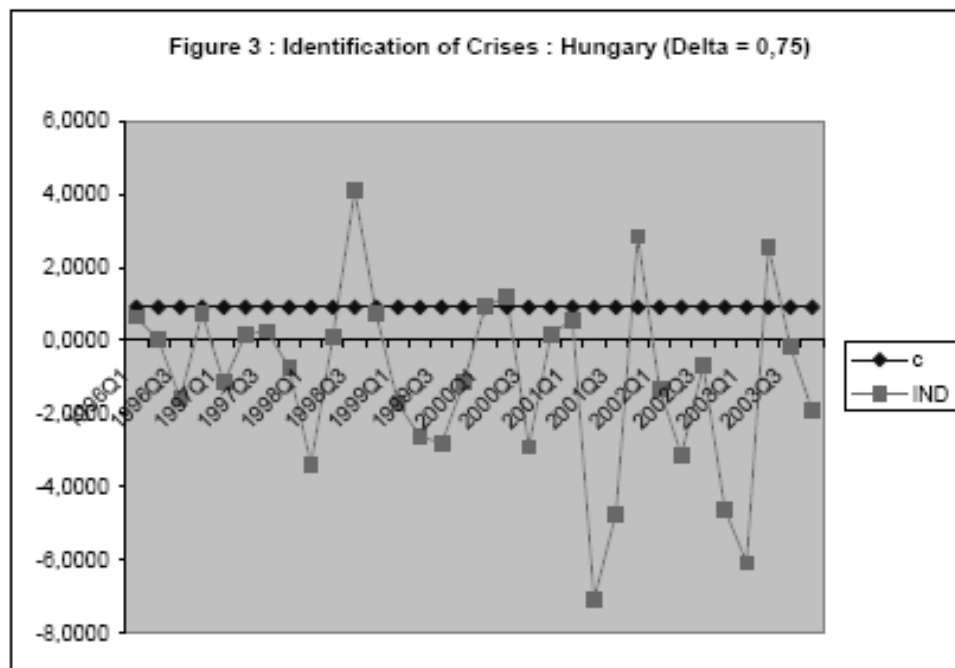 Figure 3 : Identification of Crises : Hungary (Delta = 0,75)
6,0000
4,0000
2,0000
0,0000
-2,0000
-4,0000
-6,0000
-8,0000
1996Q1
1996Q3
1997Q1
1997Q3
1998Q1
1998Q3
1999Q1
1999Q3
2000Q1
2000Q3
2001Q1
2001Q3
2002Q1
2002Q3
2003Q1
2003Q3
c
IND